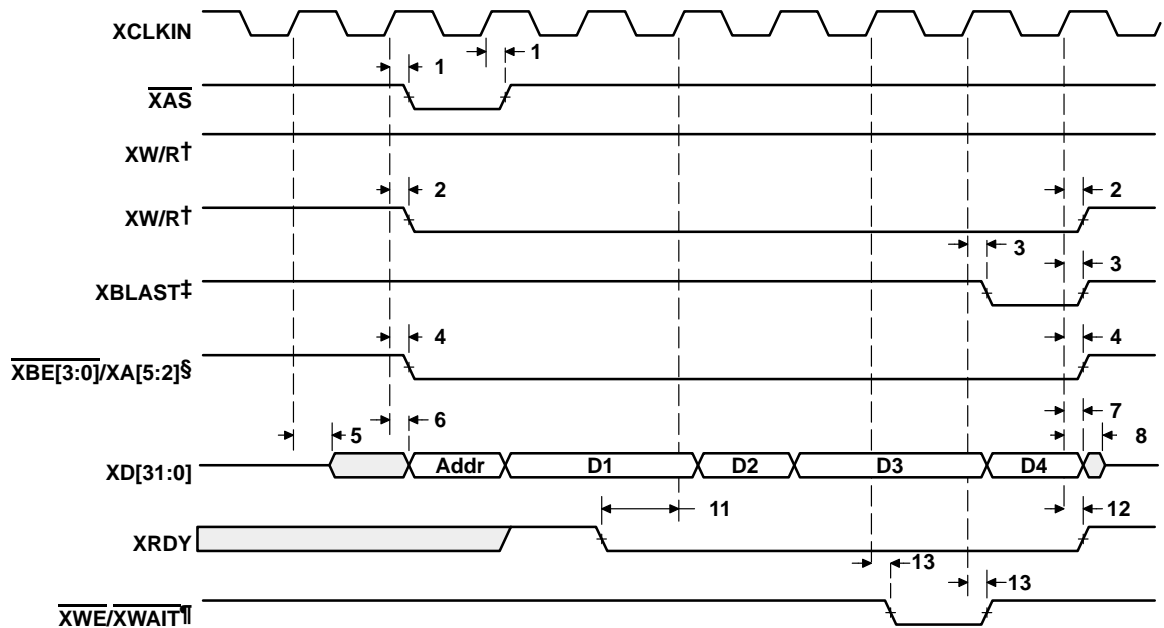 XCLKIN
1
1
XAS
XW/R†
2
2
XW/R†
3
3
XBLAST‡
4
4
XBE[3:0]/XA[5:2]§
6
7
5
8
XD[31:0]
Addr
D1
D2
D3
D4
11
12
XRDY
13
13
XWE/XWAIT¶